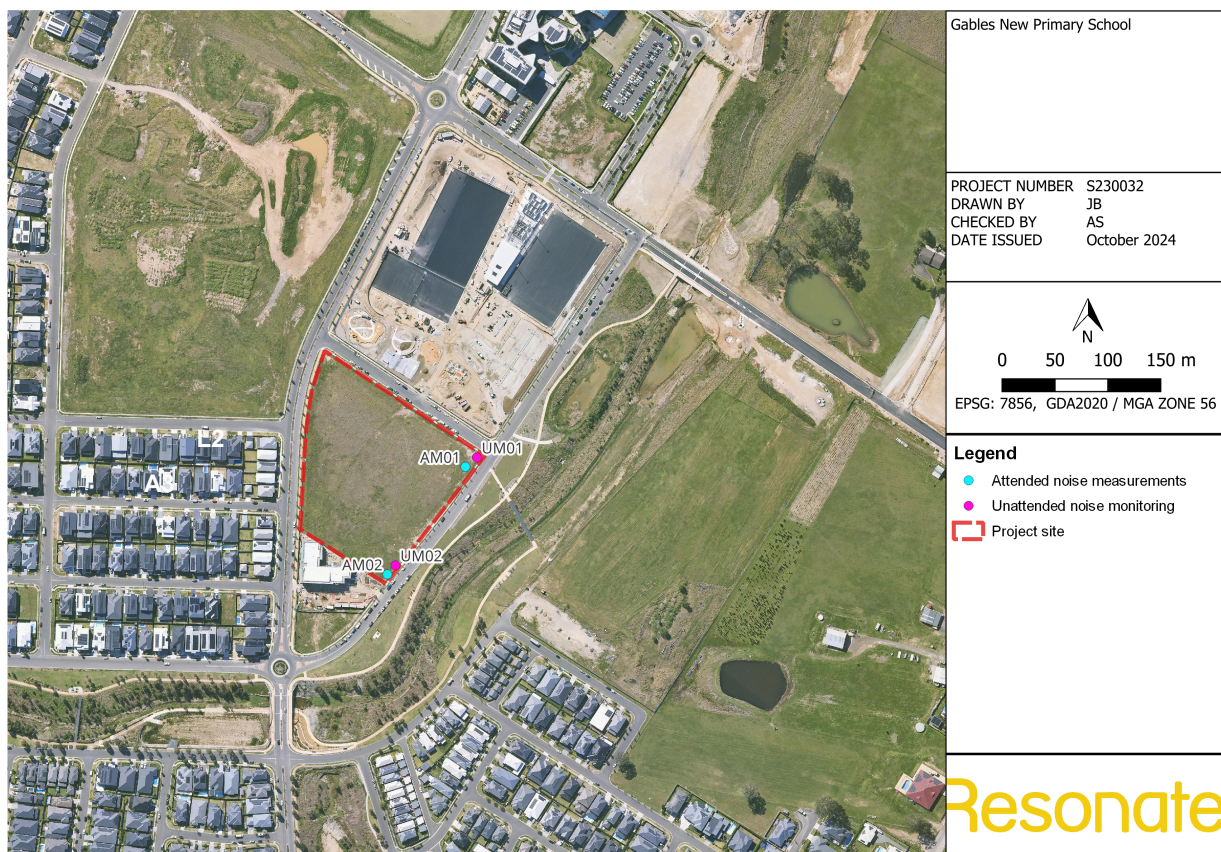 Gables New Primary School
PROJECT NUMBER S230032
DRAWN BY JB
CHECKED BY AS
DATE ISSUED October 2024
N
0 50 100 150 m
EPSG: 7856, GDA2020 / MGA ZONE 56
Legend
Attended noise measurements
Unattended noise monitoring
Project site
Resonate
L2
UM01
AM01
UM02
AM02